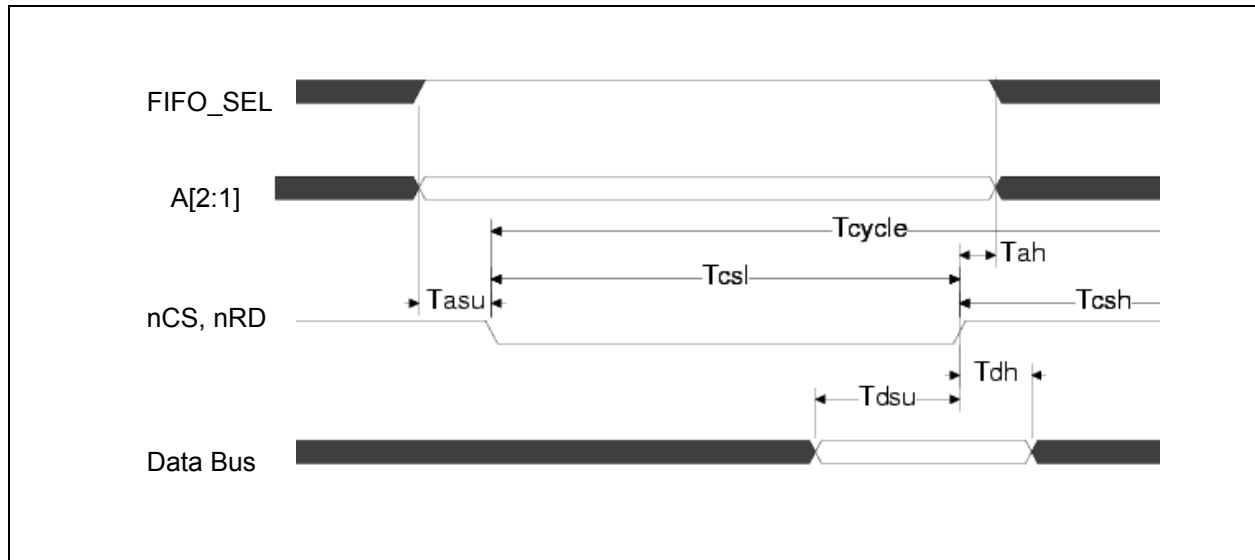 FIFO_SEL
A[2:1]
Tcycle
Tah
Tcsl
Tasu
Tcsh
nCS, nRD
Tdh
Tdsu
Data Bus